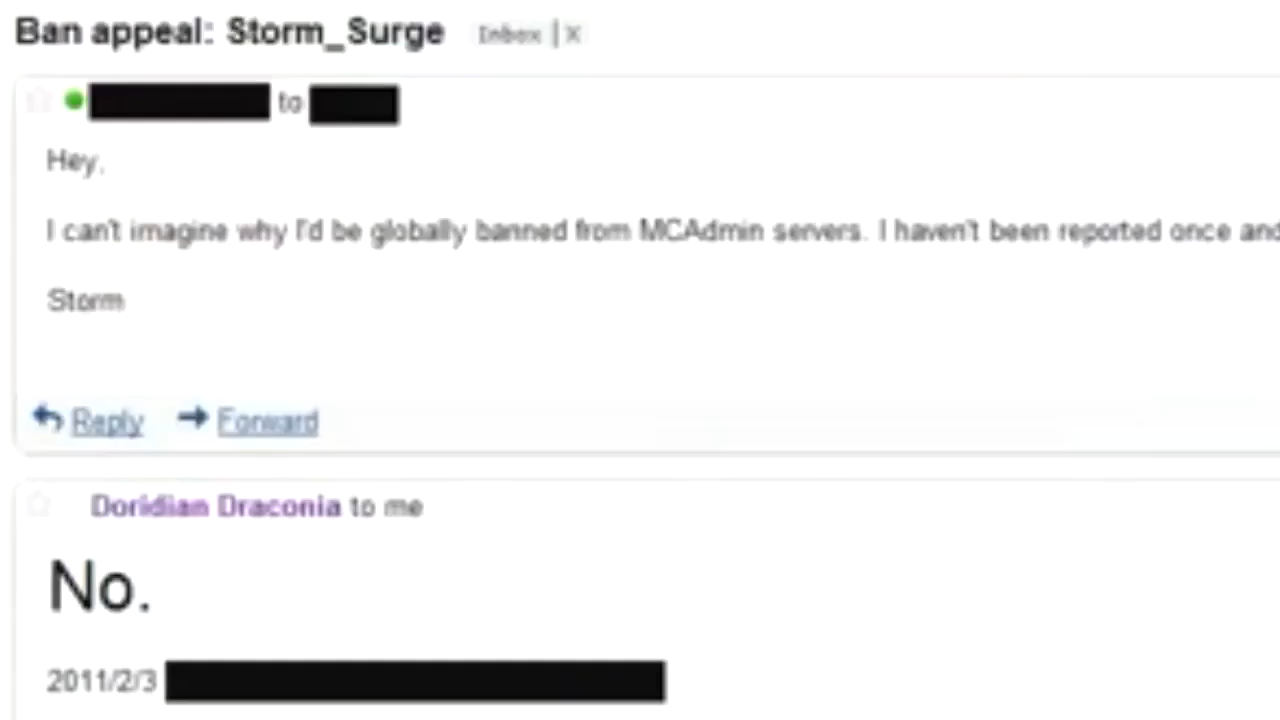 Ban appeal: Storm_Surge Inbox | X
to
Hey,
I can't imagine why I'd be globally banned from MCAdmin servers. I haven't been reported once and
Storm
Reply Forward
Doridian Draconia to me
No.
2011/2/3